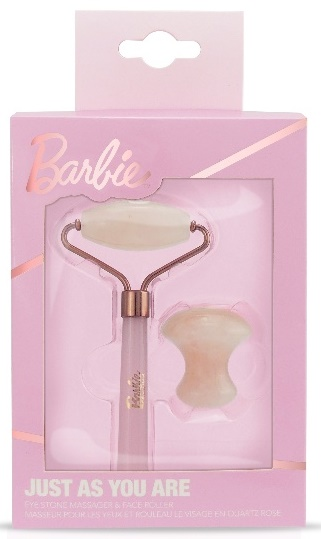 Barbie
Barbie
JUST AS YOU ARE
EYE STONE MASSAGER & FACE ROLLER
MASSEUR POUR LES YEUX ET ROULEAU LE VISAGE EN QUARTZ ROSE